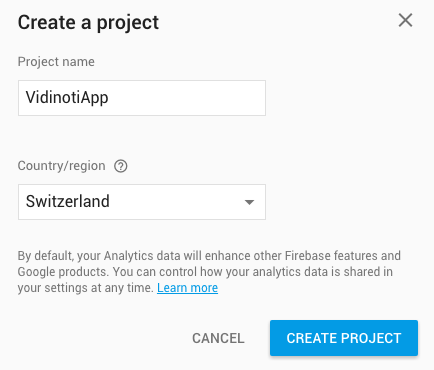 Create a project
Project name
VidinotiApp
Country/region
Switzerland
By default, your Analytics data will enhance other Firebase features and
Google products. You can control how your analytics data is shared in
your settings at any time. Learn more
CANCEL
CREATE PROJECT